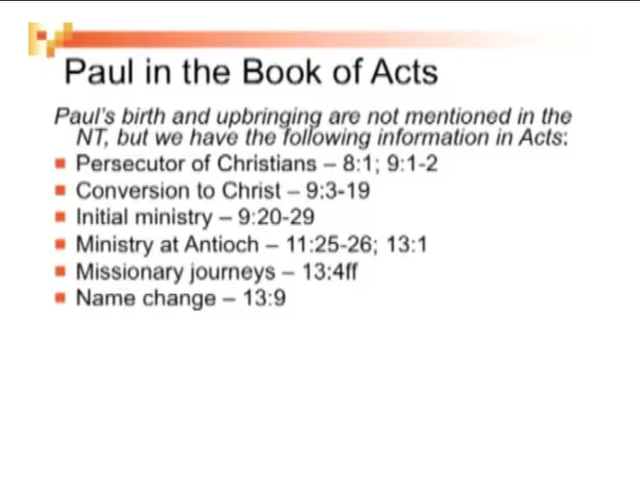 Paul in the Book of Acts
Paul's birth and upbringing are not mentioned in the
NT, but we have the following information in Acts:
Persecutor of Christians – 8:1; 9:1-2
Conversion to Christ – 9:3-19
Initial ministry – 9:20-29
Ministry at Antioch – 11:25-26; 13:1
Missionary journeys – 13:4ff
Name change – 13:9